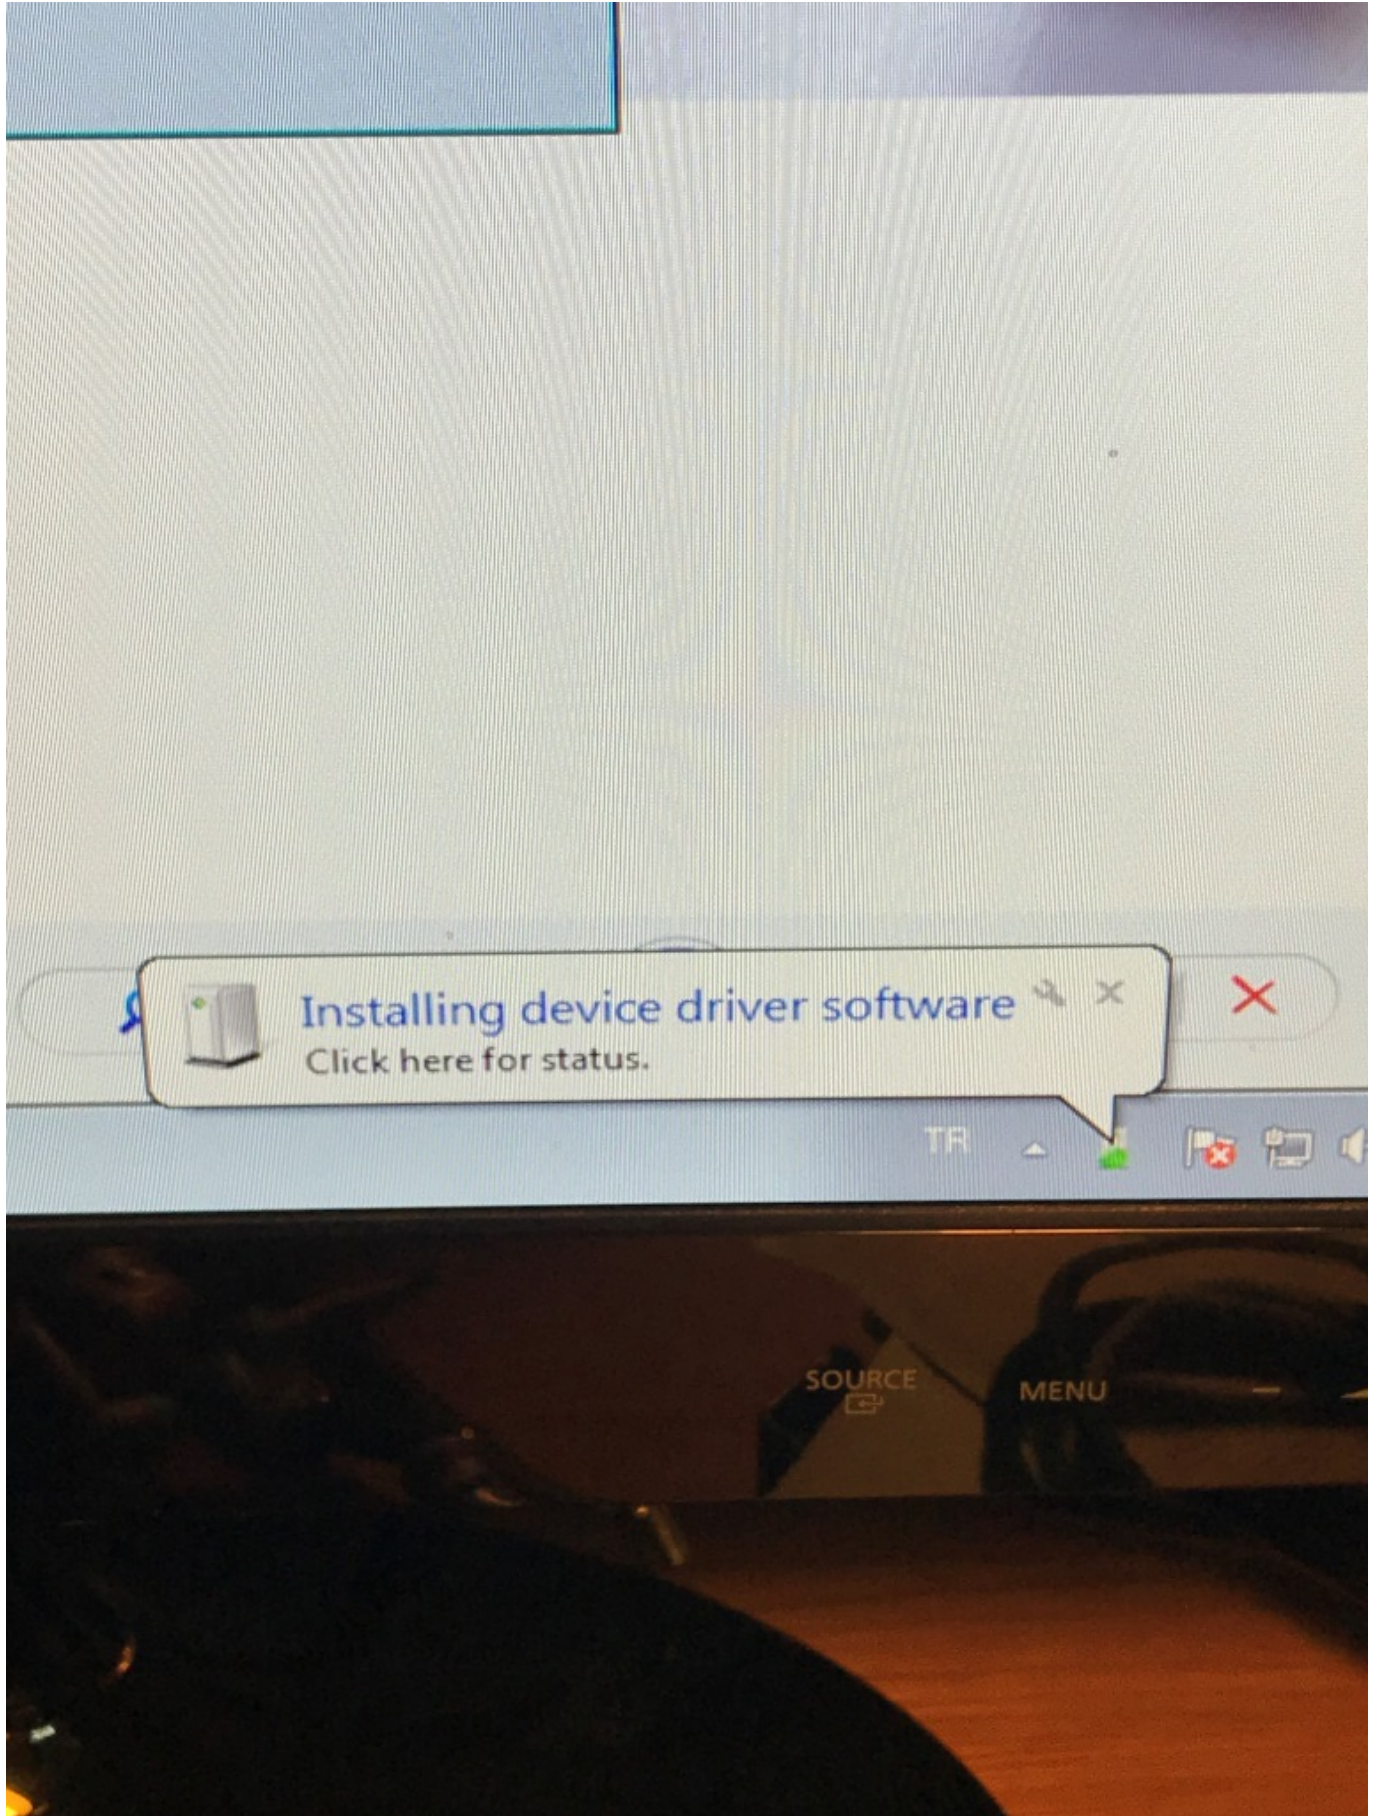 Installing device driver software
Click here for status.
TR
SOURCE
MENU